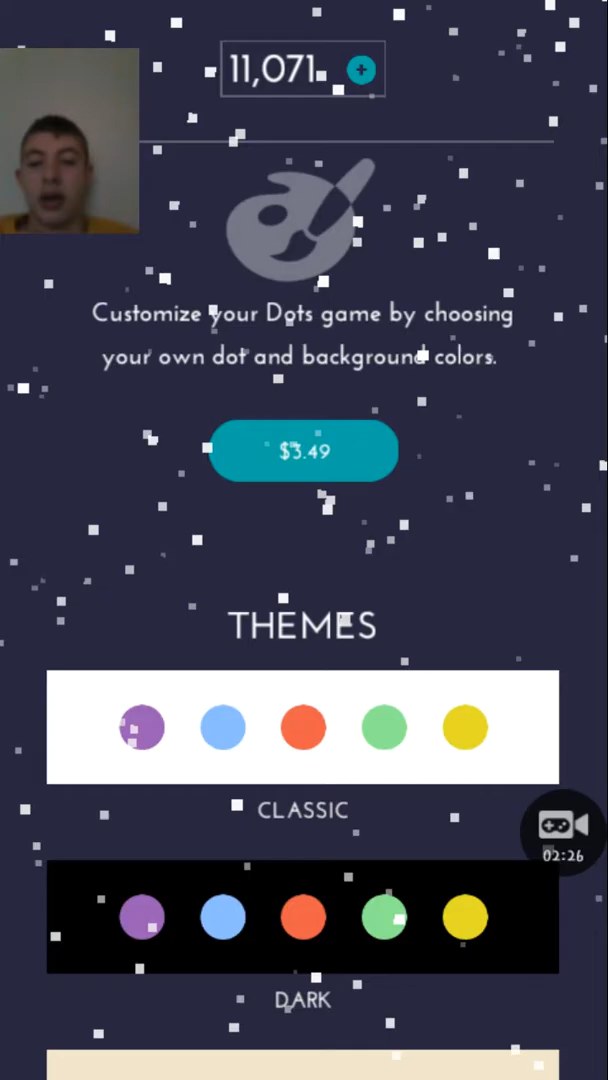 11,071
Customize your Dots game by choosing
your own dot and background colors.
$3.49
THEMES
CLASSIC
02:26
DARK